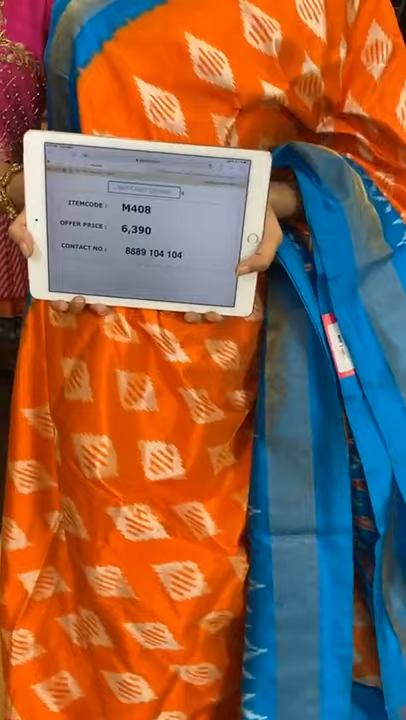 ITEMCODE : M408
OFFER PRICE : 6,390
CONTACT NO : 8889 104 104